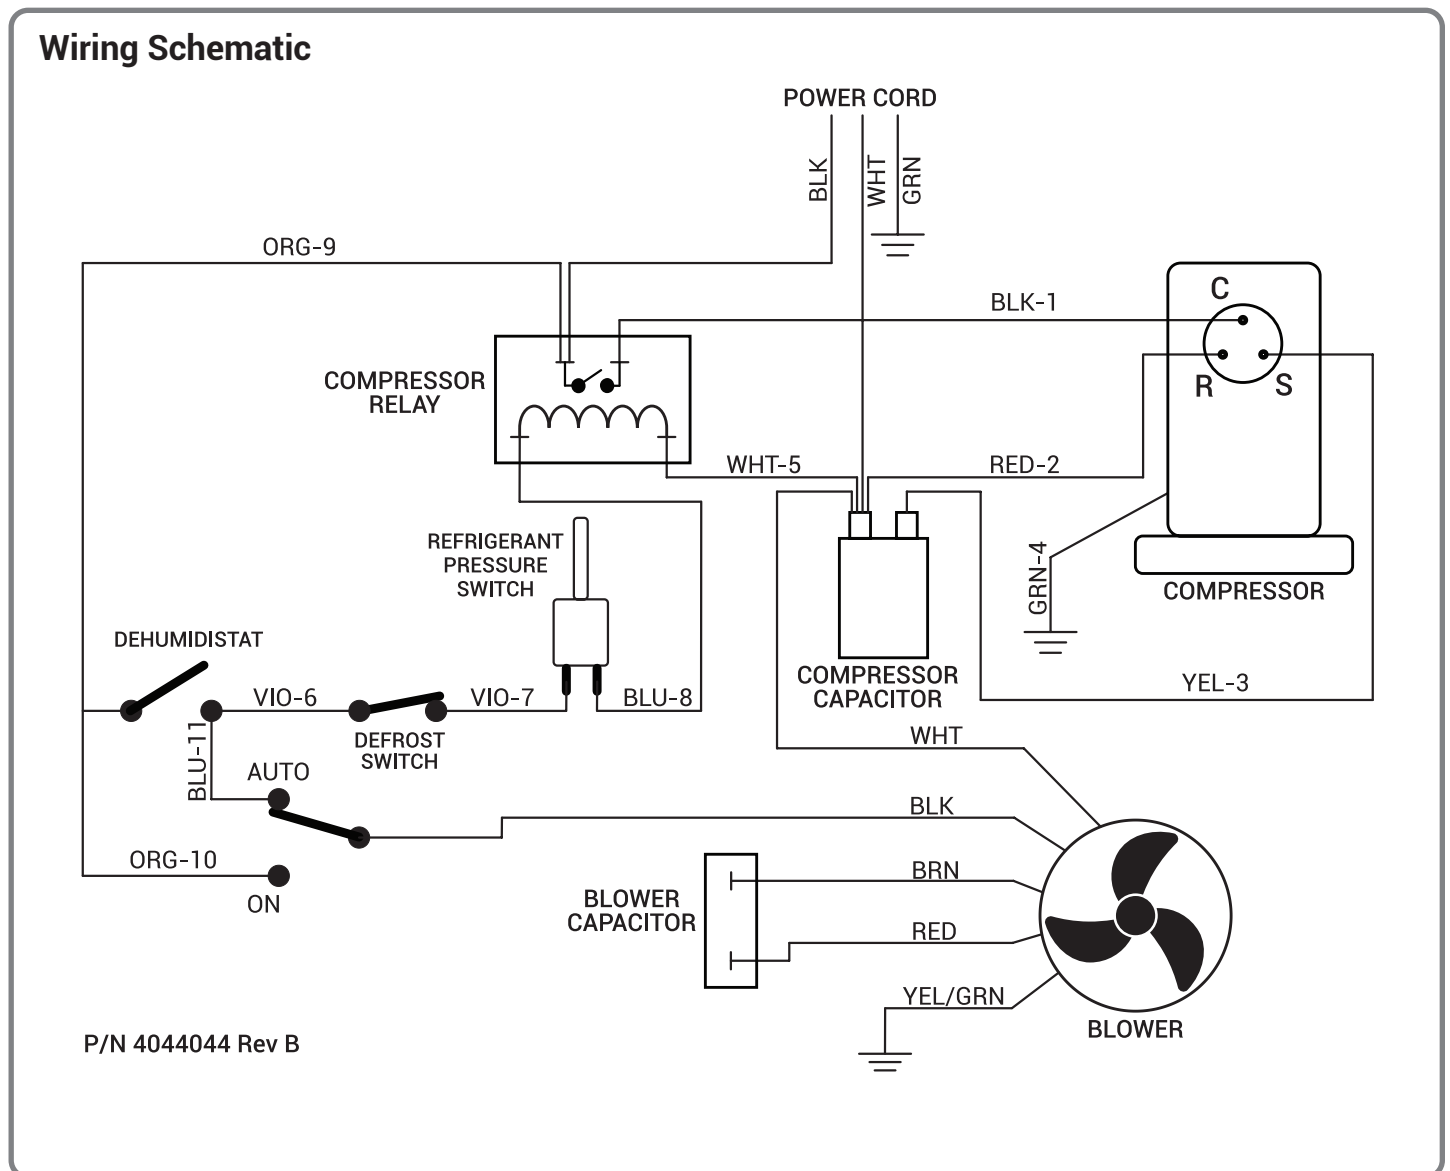 Wiring Schematic
POWER CORD
BLK
WHT
GRN
ORG-9
BLK-1
C
R
S
COMPRESSOR
RELAY
WHT-5
RED-2
REFRIGERANT
PRESSURE
SWITCH
GRN-4
COMPRESSOR
DEHUMIDISTAT
COMPRESSOR
CAPACITOR
VIO-6
VIO-7
BLU-8
YEL-3
DEFROST
SWITCH
BLU-11
WHT
AUTO
BLK
ORG-10
ON
BLOWER
CAPACITOR
BRN
RED
YEL/GRN
BLOWER
P/N 4044044 Rev B